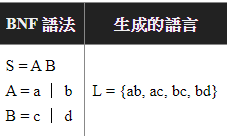 BNF 語法
生成的語言
S = A B
A = a | b
B = c | d
L = {ab, ac, bc, bd}